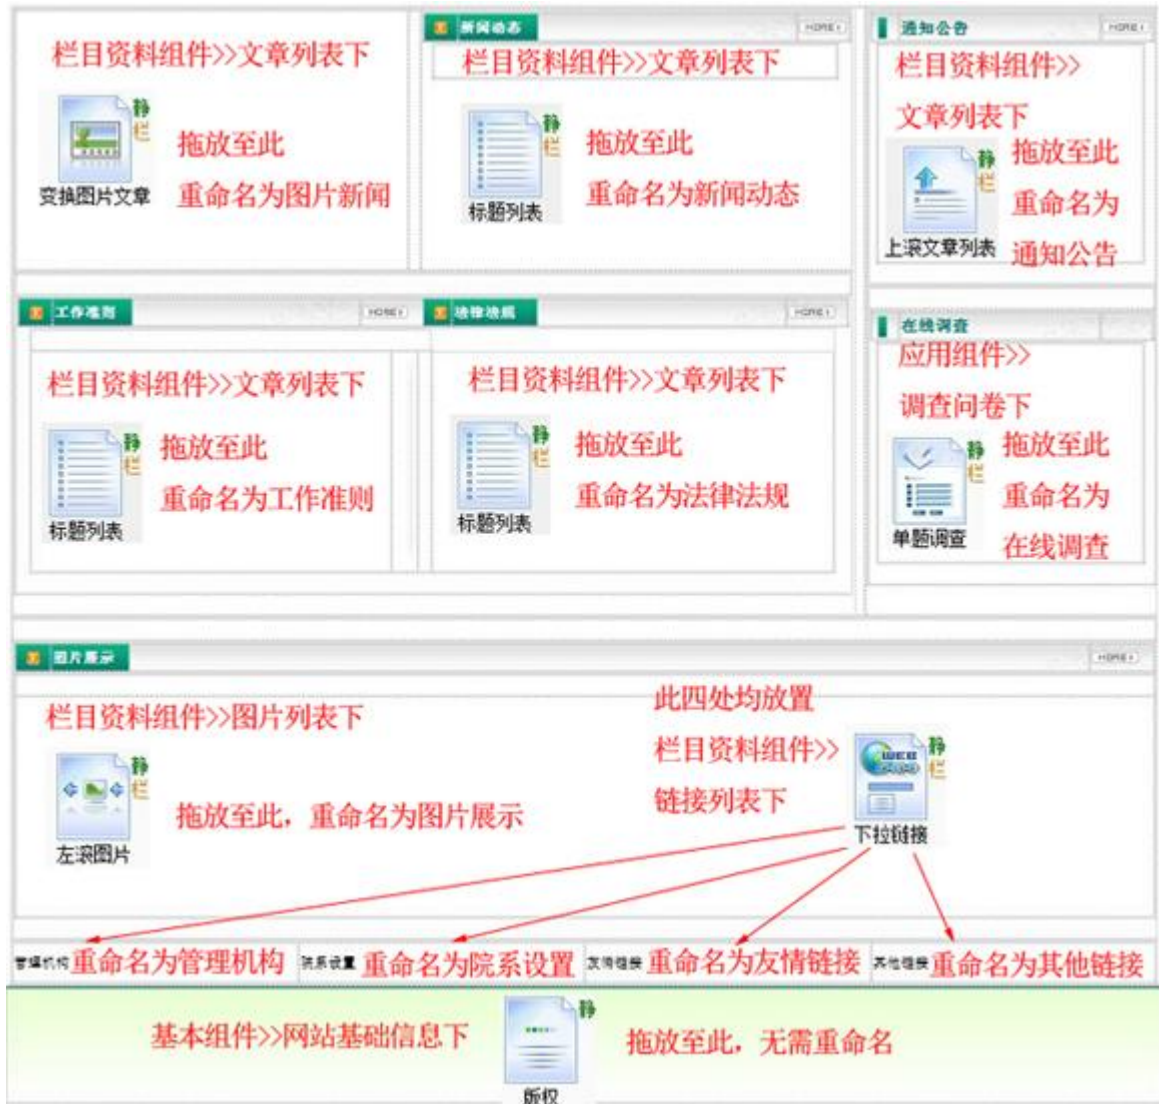 栏目资料组件>>文章列表下
静
栏
变换图片文章
拖放至此
重命名为图片新闻
新闻动态
MORE
栏目资料组件>>文章列表下
静
栏
标题列表
拖放至此
重命名为新闻动态
通知公告
MORE
栏目资料组件>>
文章列表下
静
栏
上滚文章列表
拖放至此
重命名为
通知公告
工作准则
MORE
栏目资料组件>>文章列表下
静
栏
标题列表
拖放至此
重命名为工作准则
法律法规
MORE
栏目资料组件>>文章列表下
静
栏
标题列表
拖放至此
重命名为法律法规
在线调查
应用组件>>
调查问卷下
静
栏
单题调查
拖放至此
重命名为
在线调查
图片展示
MORE
栏目资料组件>>图片列表下
静
栏
左滚图片
拖放至此，重命名为图片展示
此四处均放置
栏目资料组件>>
链接列表下
静
栏
下拉链接
管理机构 重命名为管理机构
院系设置 重命名为院系设置
友情链接 重命名为友情链接
其他链接 重命名为其他链接
基本组件>>网站基础信息下
静
版权
拖放至此，无需重命名